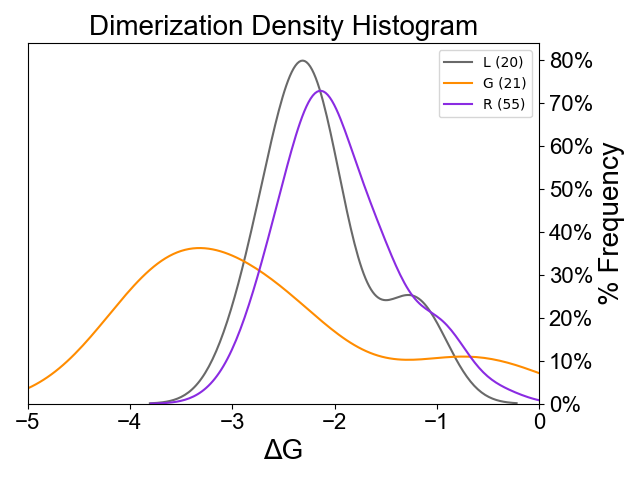 Dimerization Density Histogram
L (20)
G (21)
R (55)
80%
70%
60%
50%
40%
30%
20%
10%
0%
% Frequency
−5
−4
−3
−2
−1
0
ΔG